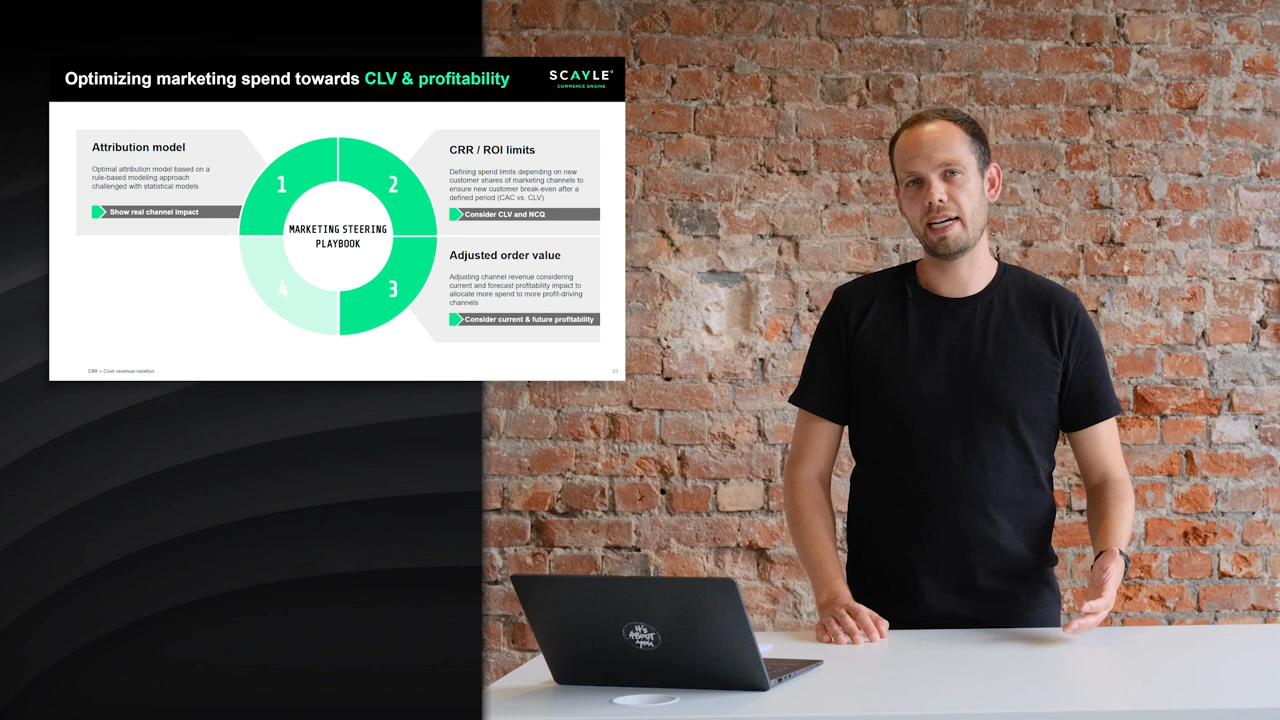 Optimizing marketing spend towards CLV & profitability
SCAYLE°
COMMERCE ENGINE
Attribution model
Optimal attribution model based on a
rule-based modeling approach
challenged with statistical models
Show real channel impact
1
2
3
4
MARKETING STEERING
PLAYBOOK
CRR / ROI limits
Defining spend limits depending on new
customer shares of marketing channels to
ensure new customer break-even after a
defined period (CAC vs. CLV)
Consider CLV and NCQ
Adjusted order value
Adjusting channel revenue considering
current and forecast profitability impact to
allocate more spend to more profit-driving
channels
Consider current & future profitability
CRR = Cost-revenue-relation
IT'S
ABOUT
YOU